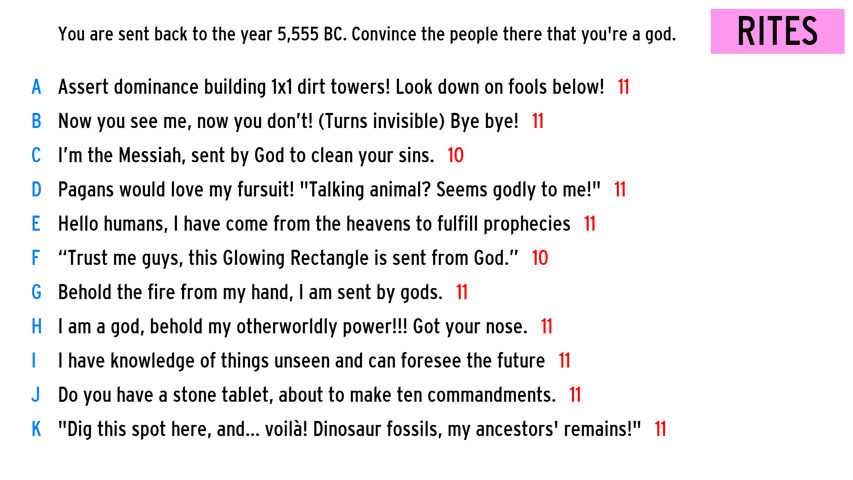 You are sent back to the year 5,555 BC. Convince the people there that you're a god.
RITES
A Assert dominance building 1x1 dirt towers! Look down on fools below! 11
B Now you see me, now you don’t! (Turns invisible) Bye bye! 11
C I’m the Messiah, sent by God to clean your sins. 10
D Pagans would love my fursuit! "Talking animal? Seems godly to me!" 11
E Hello humans, I have come from the heavens to fulfill prophecies 11
F “Trust me guys, this Glowing Rectangle is sent from God.” 10
G Behold the fire from my hand, I am sent by gods. 11
H I am a god, behold my otherworldly power!!! Got your nose. 11
I I have knowledge of things unseen and can foresee the future 11
J Do you have a stone tablet, about to make ten commandments. 11
K "Dig this spot here, and... voilà! Dinosaur fossils, my ancestors' remains!" 11